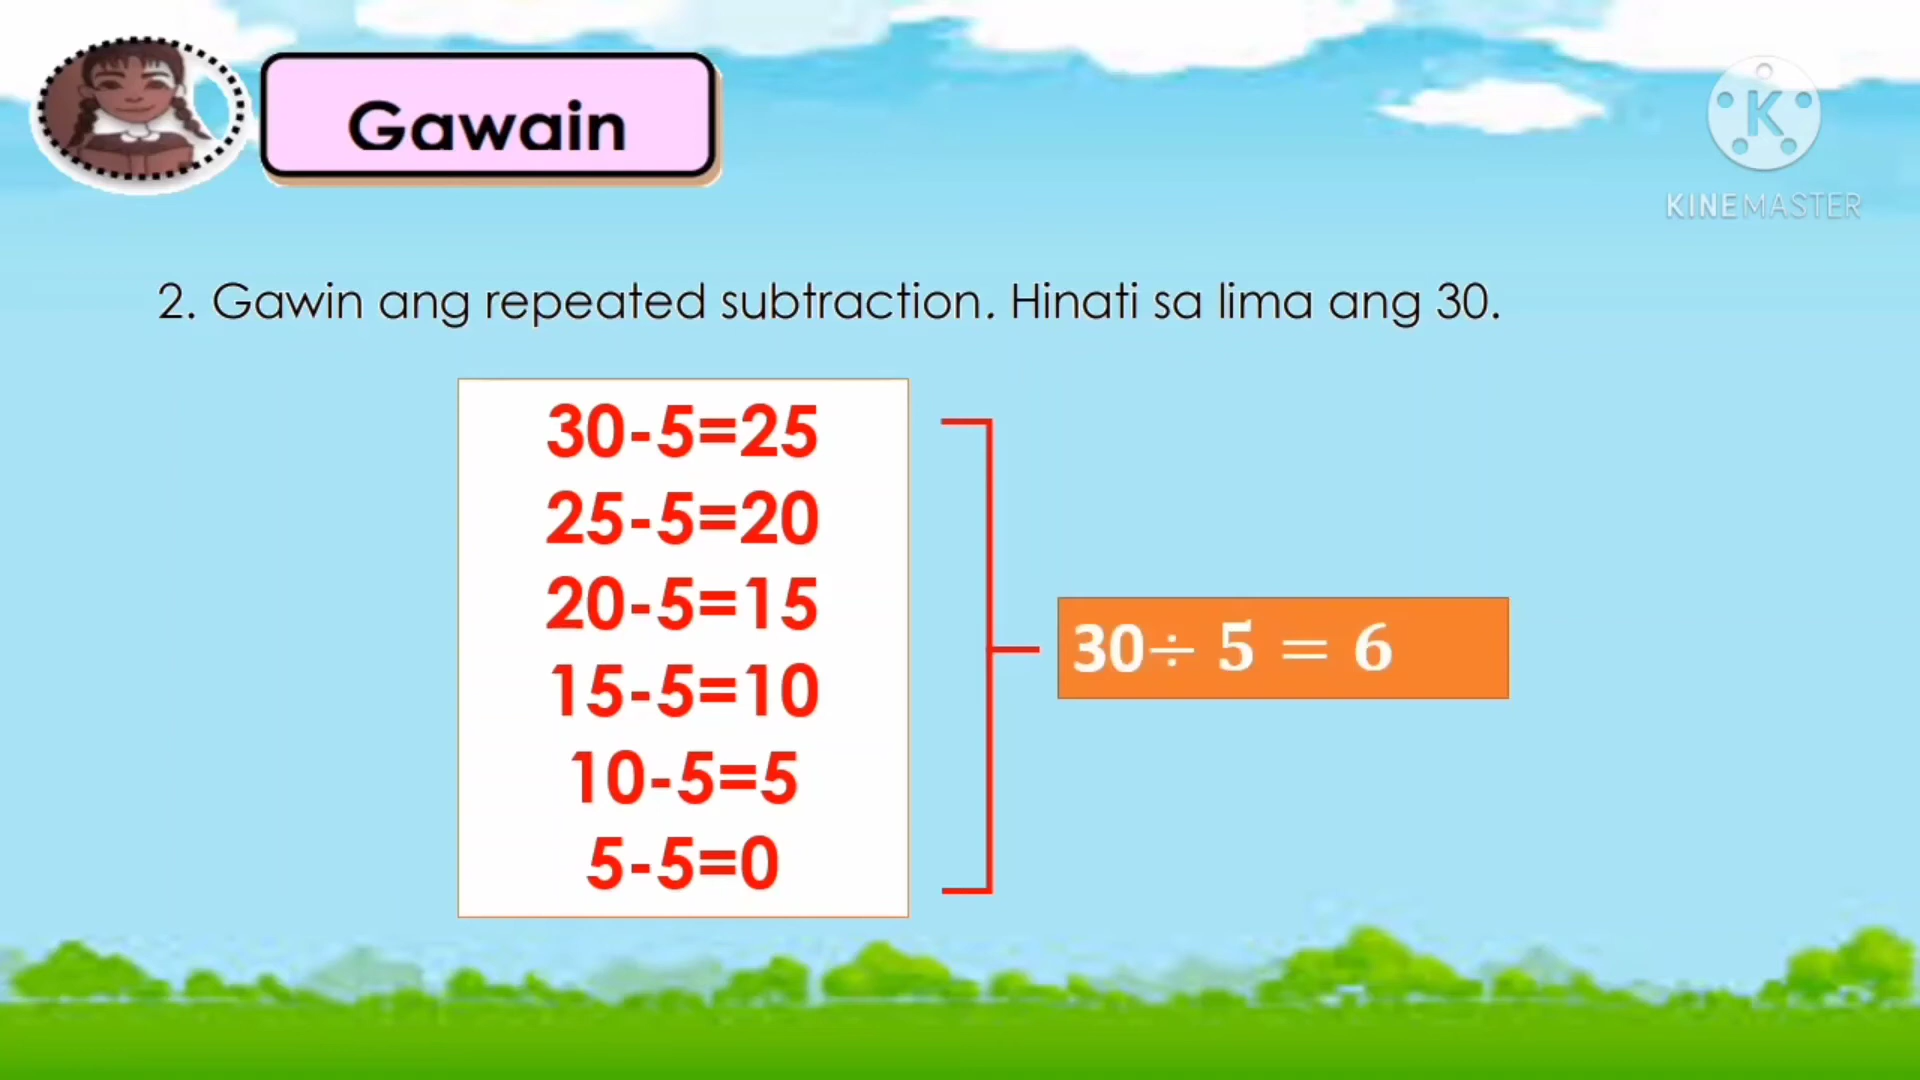 Gawain
K
KINEMASTER
2. Gawin ang repeated subtraction. Hinati sa lima ang 30.
30-5=25
25-5=20
20-5=15
15-5=10
10-5=5
5-5=0
30÷ 5 = 6